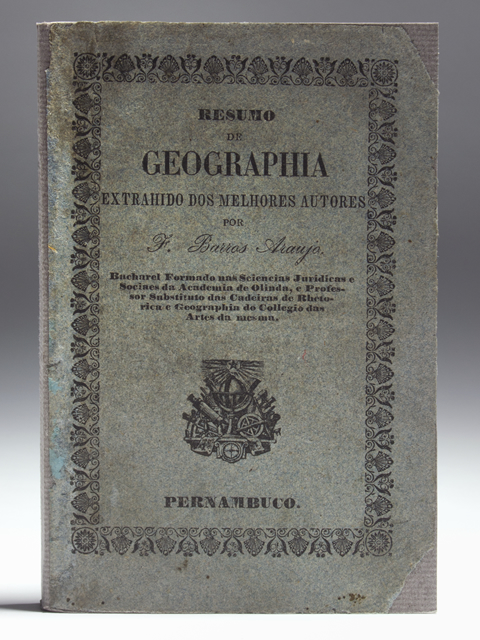 RESUMO
DE
GEOGRAPHIA
EXTRAHIDO DOS MELHORES AUTORES
POR
F. Barros Araujo,
Bacharel Formado nas Sciencias Juridicas e
Sociaes da Academia de Olinda, e Profes-
sor Substituto das Cadeiras de Rheto-
rica e Geographia do Collegio das
Artes da mesma.
PERNAMBUCO.